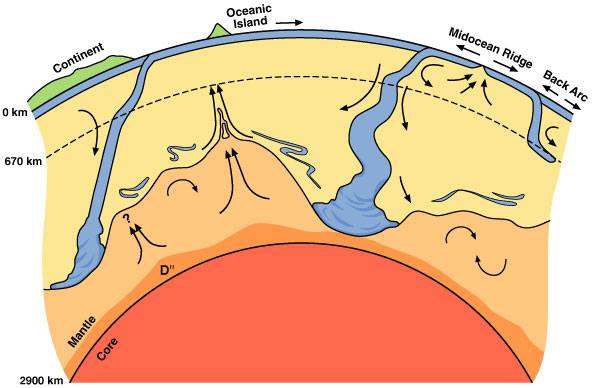 Oceanic
Island
Continent
Midocean Ridge
Back Arc
0 km
670 km
?
D"
Mantle
Core
2900 km